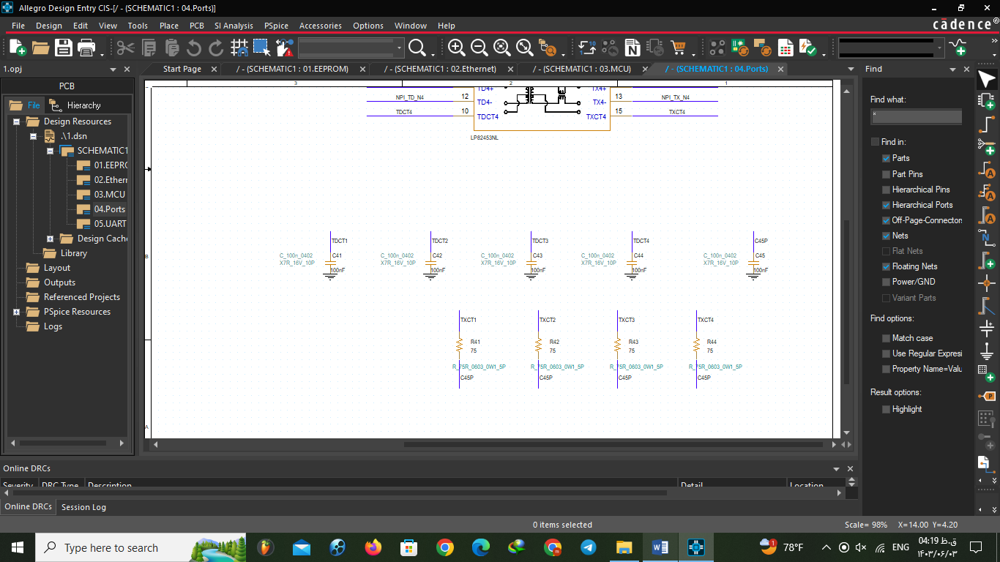 Allegro Design Entry CIS-[/ - (SCHEMATIC1 : 04.Ports)]
File Design Edit View Tools Place PCB SI Analysis PSpice Accessories Options Window Help
cadence®
1.opj
Start Page
/ - (SCHEMATIC1 : 01.EEPROM)
/ - (SCHEMATIC1 : 02.Ethernet)
/ - (SCHEMATIC1 : 03.MCU)
/ - (SCHEMATIC1 : 04.Ports)
Find
PCB
File Hierarchy
Design Resources
.\1.dsn
SCHEMATIC1
01.EEPRO
02.Ethern
03.MCU
04.Ports
05.UART
Design Cache
Library
Layout
Outputs
Referenced Projects
PSpice Resources
Logs
3 2 1
TD4+ TX4+
NPI_TD_N4 12 TD4- TX4- 13 NPI_TX_N4
TDCT4 10 TDCT4 TXCT4 15 TXCT4
LP82453NL
B
TDCT1 TDCT2 TDCT3 TDCT4 C45P
C_100n_0402 C41 C_100n_0402 C42 C_100n_0402 C43 C_100n_0402 C44 C_100n_0402 C45
X7R_16V_10P X7R_16V_10P X7R_16V_10P X7R_16V_10P X7R_16V_10P
100nF 100nF 100nF 100nF 100nF
TXCT1 TXCT2 TXCT3 TXCT4
R41 R42 R43 R44
75 75 75 75
R_75R_0603_0W1_5P R_75R_0603_0W1_5P R_75R_0603_0W1_5P R_75R_0603_0W1_5P
C45P C45P C45P C45P
A
Find what:
*
Find in:
Parts
Part Pins
Hierarchical Pins
Hierarchical Ports
Off-Page-Connectors
Nets
Flat Nets
Floating Nets
Power/GND
Variant Parts
Find options:
Match case
Use Regular Expressi
Property Name=Valu
Result options:
Highlight
Online DRCs
Severity DRC Type Description Detail Location
Online DRCs Session Log
0 items selected
Scale= 98% X=14.00 Y=4.20
Type here to search
1
78°F
ENG
04:19 ق.ظ
۱۴۰۳/۰۶/۰۳